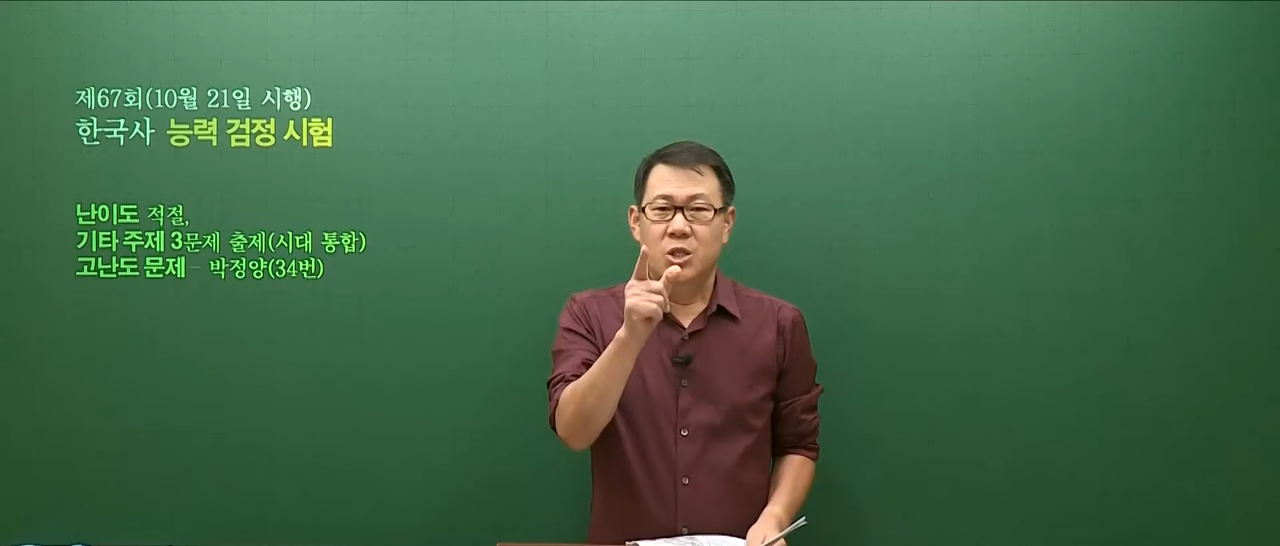 제67회(10월 21일 시행)
한국사 능력 검정 시험
난이도 적절,
기타 주제 3문제 출제(시대 통합)
고난도 문제 - 박정양(34번)